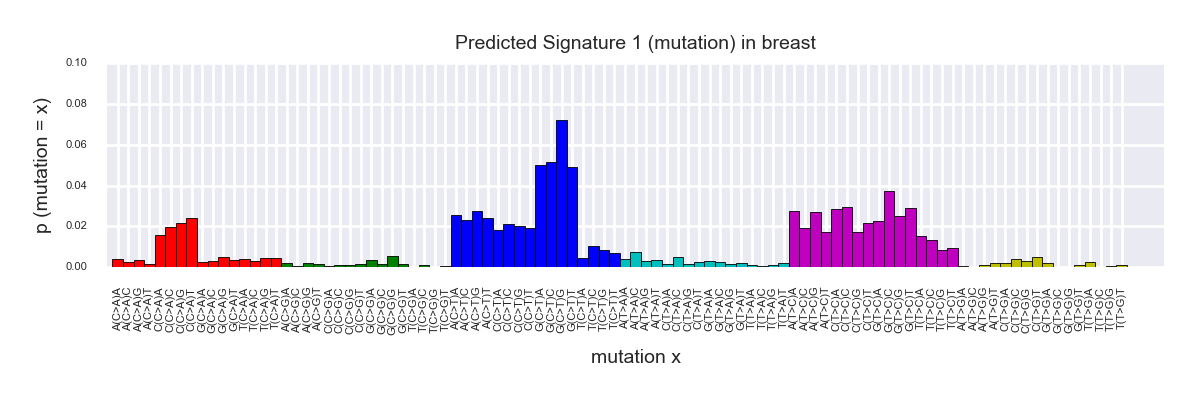 Predicted Signature 1 (mutation) in breast
p (mutation = x)
0.10
0.08
0.06
0.04
0.02
0.00
A(C>A)A
A(C>A)C
A(C>A)G
A(C>A)T
C(C>A)A
C(C>A)C
C(C>A)G
C(C>A)T
G(C>A)A
G(C>A)C
G(C>A)G
G(C>A)T
T(C>A)A
T(C>A)C
T(C>A)G
T(C>A)T
A(C>G)A
A(C>G)C
A(C>G)G
A(C>G)T
C(C>G)A
C(C>G)C
C(C>G)G
C(C>G)T
G(C>G)A
G(C>G)C
G(C>G)G
G(C>G)T
T(C>G)A
T(C>G)C
T(C>G)G
T(C>G)T
A(C>T)A
A(C>T)C
A(C>T)G
A(C>T)T
C(C>T)A
C(C>T)C
C(C>T)G
C(C>T)T
G(C>T)A
G(C>T)C
G(C>T)G
G(C>T)T
T(C>T)A
T(C>T)C
T(C>T)G
T(C>T)T
A(T>A)A
A(T>A)C
A(T>A)G
A(T>A)T
C(T>A)A
C(T>A)C
C(T>A)G
C(T>A)T
G(T>A)A
G(T>A)C
G(T>A)G
G(T>A)T
T(T>A)A
T(T>A)C
T(T>A)G
T(T>A)T
A(T>C)A
A(T>C)C
A(T>C)G
A(T>C)T
C(T>C)A
C(T>C)C
C(T>C)G
C(T>C)T
G(T>C)A
G(T>C)C
G(T>C)G
G(T>C)T
T(T>C)A
T(T>C)C
T(T>C)G
T(T>C)T
A(T>G)A
A(T>G)C
A(T>G)G
A(T>G)T
C(T>G)A
C(T>G)C
C(T>G)G
C(T>G)T
G(T>G)A
G(T>G)C
G(T>G)G
G(T>G)T
T(T>G)A
T(T>G)C
T(T>G)G
T(T>G)T
mutation x